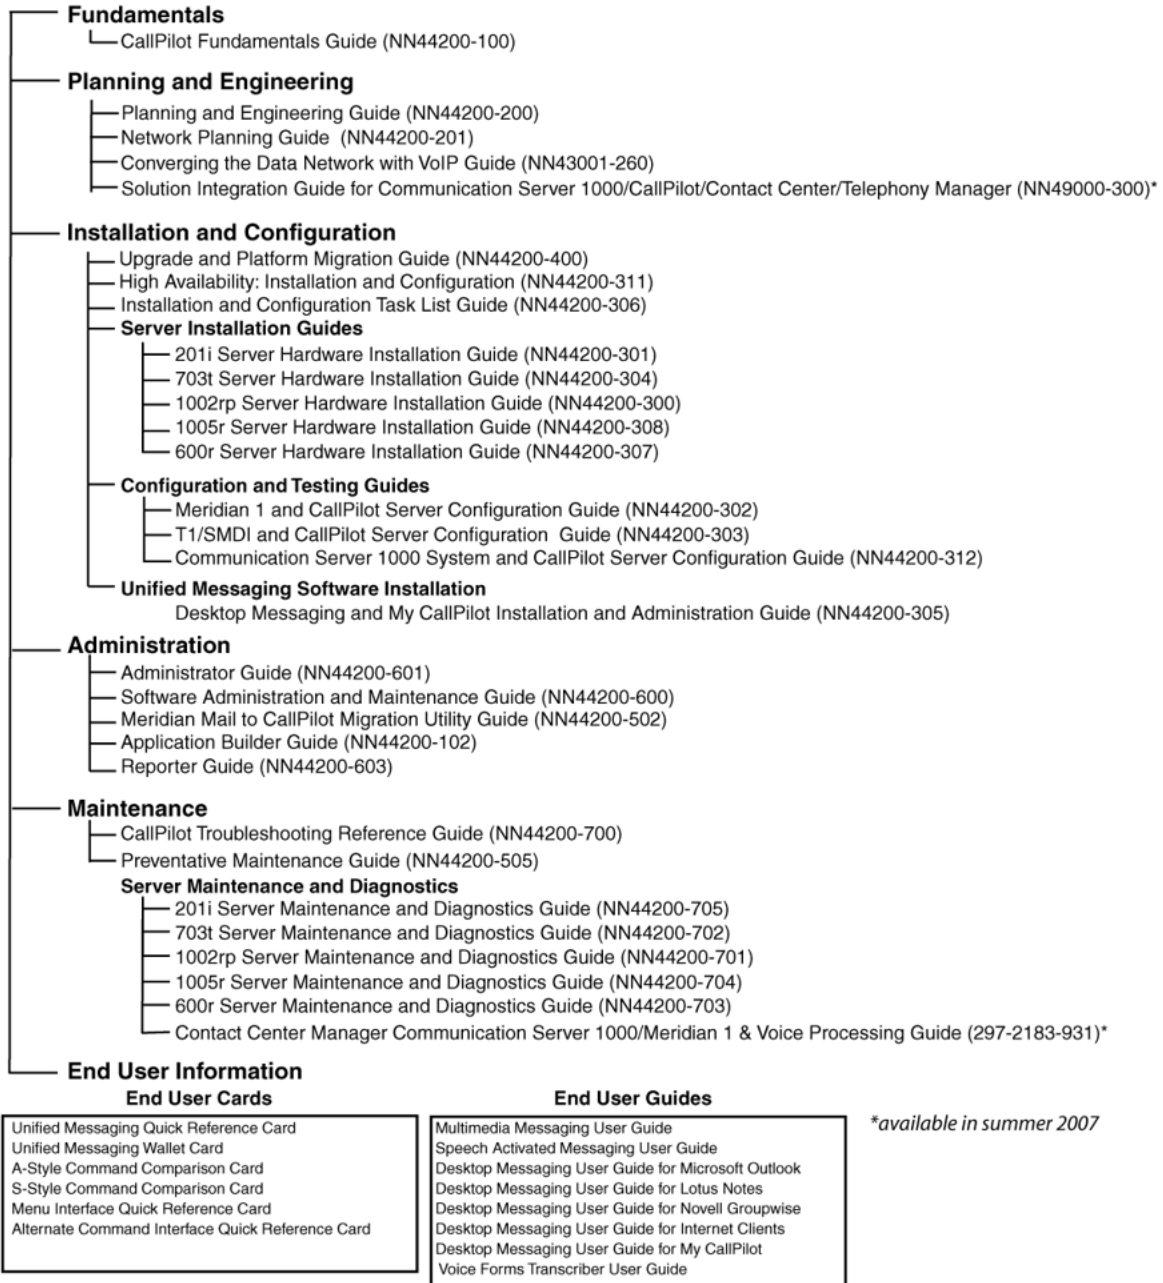 Fundamentals
CallPilot Fundamentals Guide (NN44200-100)
Planning and Engineering
Planning and Engineering Guide (NN44200-200)
Network Planning Guide (NN44200-201)
Converging the Data Network with VoIP Guide (NN43001-260)
Solution Integration Guide for Communication Server 1000/CallPilot/Contact Center/Telephony Manager (NN49000-300)*
Installation and Configuration
Upgrade and Platform Migration Guide (NN44200-400)
High Availability: Installation and Configuration (NN44200-311)
Installation and Configuration Task List Guide (NN44200-306)
Server Installation Guides
201i Server Hardware Installation Guide (NN44200-301)
703t Server Hardware Installation Guide (NN44200-304)
1002rp Server Hardware Installation Guide (NN44200-300)
1005r Server Hardware Installation Guide (NN44200-308)
600r Server Hardware Installation Guide (NN44200-307)
Configuration and Testing Guides
Meridian 1 and CallPilot Server Configuration Guide (NN44200-302)
T1/SMDI and CallPilot Server Configuration Guide (NN44200-303)
Communication Server 1000 System and CallPilot Server Configuration Guide (NN44200-312)
Unified Messaging Software Installation
Desktop Messaging and My CallPilot Installation and Administration Guide (NN44200-305)
Administration
Administrator Guide (NN44200-601)
Software Administration and Maintenance Guide (NN44200-600)
Meridian Mail to CallPilot Migration Utility Guide (NN44200-502)
Application Builder Guide (NN44200-102)
Reporter Guide (NN44200-603)
Maintenance
CallPilot Troubleshooting Reference Guide (NN44200-700)
Preventative Maintenance Guide (NN44200-505)
Server Maintenance and Diagnostics
201i Server Maintenance and Diagnostics Guide (NN44200-705)
703t Server Maintenance and Diagnostics Guide (NN44200-702)
1002rp Server Maintenance and Diagnostics Guide (NN44200-701)
1005r Server Maintenance and Diagnostics Guide (NN44200-704)
600r Server Maintenance and Diagnostics Guide (NN44200-703)
Contact Center Manager Communication Server 1000/Meridian 1 & Voice Processing Guide (297-2183-931)*
End User Information
End User Cards
Unified Messaging Quick Reference Card
Unified Messaging Wallet Card
A-Style Command Comparison Card
S-Style Command Comparison Card
Menu Interface Quick Reference Card
Alternate Command Interface Quick Reference Card
End User Guides
Multimedia Messaging User Guide
Speech Activated Messaging User Guide
Desktop Messaging User Guide for Microsoft Outlook
Desktop Messaging User Guide for Lotus Notes
Desktop Messaging User Guide for Novell Groupwise
Desktop Messaging User Guide for Internet Clients
Desktop Messaging User Guide for My CallPilot
Voice Forms Transcriber User Guide
*available in summer 2007